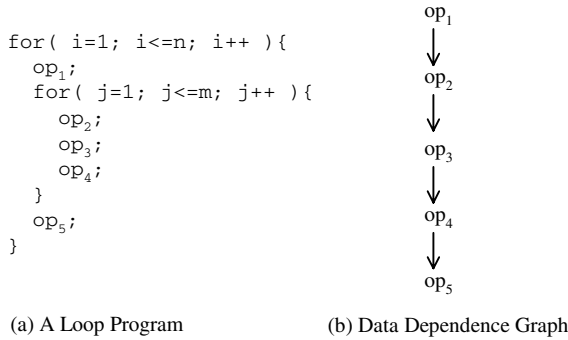 for( i=1; i<=n; i++ ){
  op₁;
  for( j=1; j<=m; j++ ){
    op₂;
    op₃;
    op₄;
  }
  op₅;
}
(a) A Loop Program
op₁
op₂
op₃
op₄
op₅
(b) Data Dependence Graph